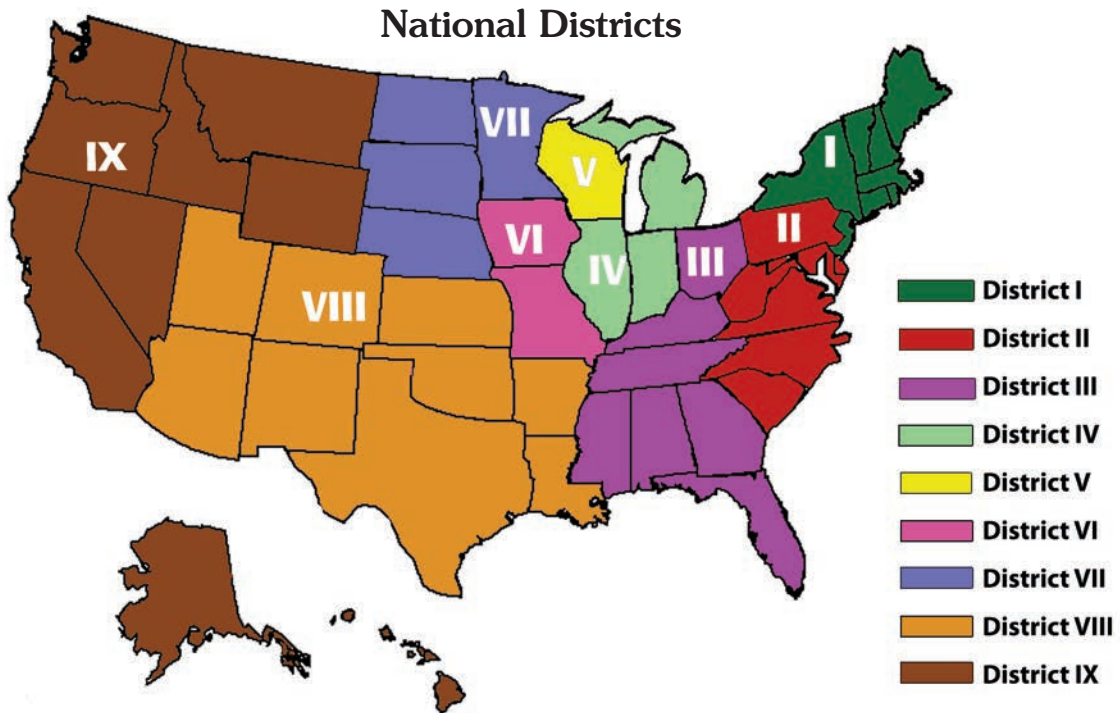 National Districts
VII
I
IX
V
II
VI
IV
III
VIII
District I
District II
District III
District IV
District V
District VI
District VII
District VIII
District IX